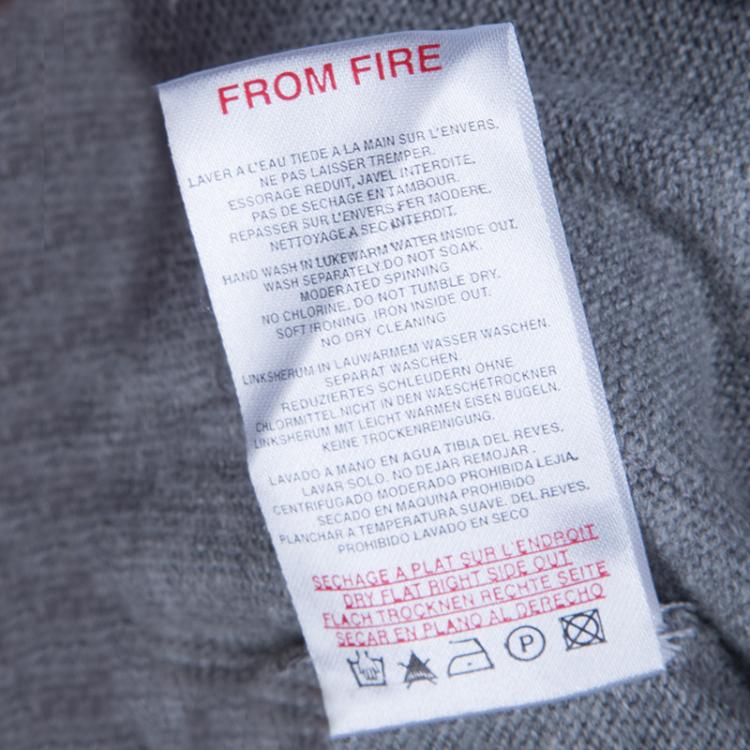 FROM FIRE
LAVER A L'EAU TIEDE A LA MAIN SUR L'ENVERS.
NE PAS LAISSER TREMPER.
ESSORAGE REDUIT, JAVEL INTERDITE,
PAS DE SECHAGE EN TAMBOUR.
REPASSER SUR L'ENVERS FER MODERE.
NETTOYAGE A SEC INTERDIT.
HAND WASH IN LUKEWARM WATER INSIDE OUT.
WASH SEPARATELY.DO NOT SOAK.
MODERATED SPINNING
NO CHLORINE. DO NOT TUMBLE DRY.
SOFT IRONING. IRON INSIDE OUT.
NO DRY CLEANING
LINKSHERUM IN LAUWARMEM WASSER WASCHEN.
SEPARAT WASCHEN.
REDUZIERTES SCHLEUDERN OHNE
CHLORMITTEL NICHT IN DEN WAESCHETROCKNER
LINKSHERUM MIT LEICHT WARMEN EISEN BÜGELN.
KEINE TROCKENREINIGUNG.
LAVADO A MANO EN AGUA TIBIA DEL REVES.
LAVAR SOLO. NO DEJAR REMOJAR.
CENTRIFUGADO MODERADO PROHIBIDA LEJIA.
SECADO EN MAQUINA PROHIBIDO
PLANCHAR A TEMPERATURA SUAVE. DEL REVES.
PROHIBIDO LAVADO EN SECO
SECHAGE A PLAT SUR L'ENDROIT
DRY FLAT RIGHT SIDE OUT
FLACH TROCKNEN RECHTE SEITE
SECAR EN PLANO AL DERECHO
P